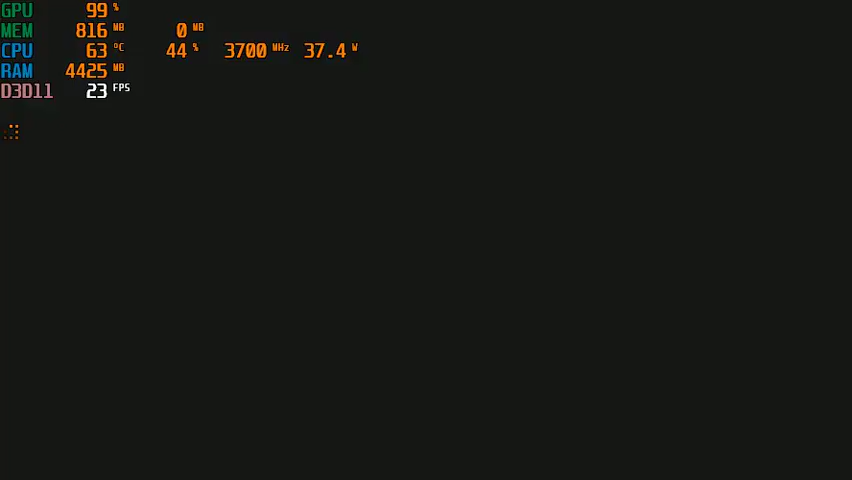 GPU 99 %
MEM 816 MB 0 MB
CPU 63 °C 44 % 3700 MHz 37.4 W
RAM 4425 MB
D3D11 23 FPS